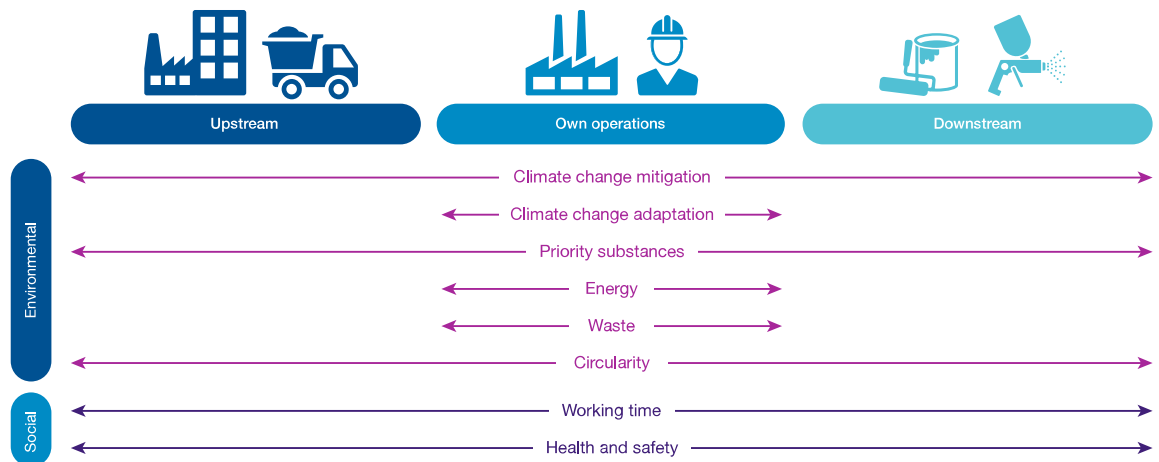 Upstream
Own operations
Downstream
Environmental
Climate change mitigation
Climate change adaptation
Priority substances
Energy
Waste
Circularity
Social
Working time
Health and safety